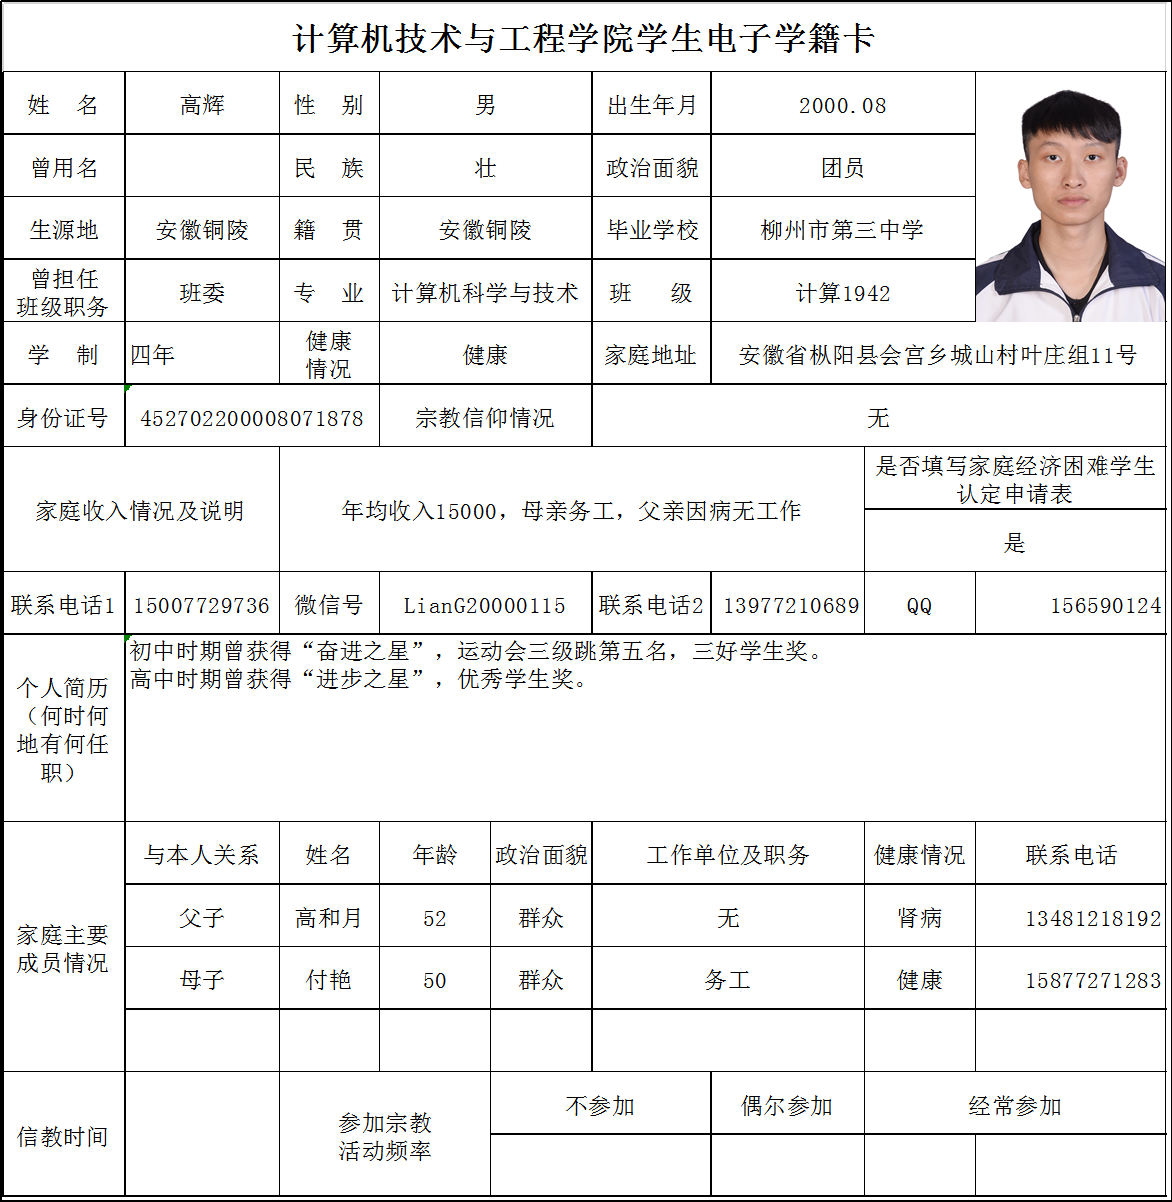 计算机技术与工程学院学生电子学籍卡
姓 名 高辉 性 别 男 出生年月 2000.08
曾用名 民 族 壮 政治面貌 团员
生源地 安徽铜陵 籍 贯 安徽铜陵 毕业学校 柳州市第三中学
曾担任
班级职务 班委 专 业 计算机科学与技术 班 级 计算1942
学 制 四年 健康
情况 健康 家庭地址 安徽省枞阳县会宫乡城山村叶庄组11号
身份证号 452702200008071878 宗教信仰情况 无
家庭收入情况及说明 年均收入15000，母亲务工，父亲因病无工作 是否填写家庭经济困难学生
认定申请表
是
联系电话1 15007729736 微信号 LianG20000115 联系电话2 13977210689 QQ 156590124
个人简历
（何时何
地有何任
职）
初中时期曾获得“奋进之星”，运动会三级跳第五名，三好学生奖。
高中时期曾获得“进步之星”，优秀学生奖。
家庭主要
成员情况
与本人关系 姓名 年龄 政治面貌 工作单位及职务 健康情况 联系电话
父子 高和月 52 群众 无 肾病 13481218192
母子 付艳 50 群众 务工 健康 15877271283
信教时间 参加宗教
活动频率 不参加 偶尔参加 经常参加